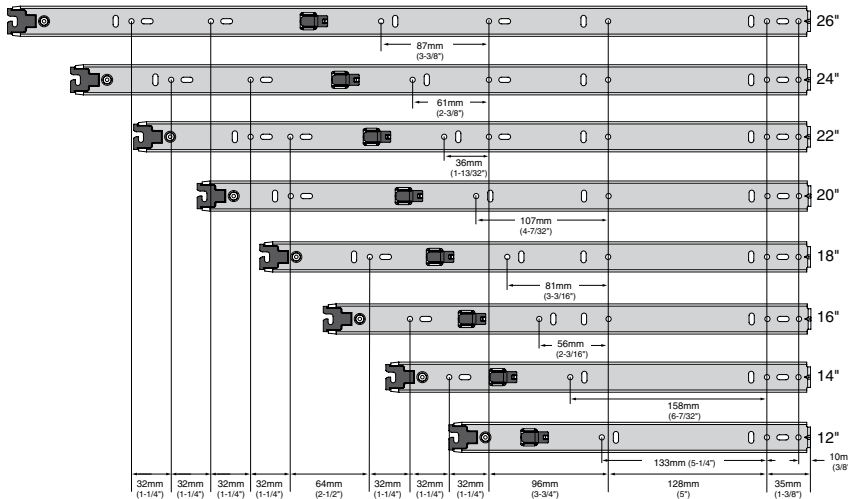 26"
87mm
(3-3/8")
24"
61mm
(2-3/8")
22"
36mm
(1-13/32")
20"
107mm
(4-7/32")
18"
81mm
(3-3/16")
16"
56mm
(2-3/16")
14"
158mm
(6-7/32")
12"
133mm (5-1/4")
10m
(3/8"
32mm 32mm 32mm 32mm 64mm 32mm 32mm 32mm 96mm 128mm 35mm
(1-1/4") (1-1/4") (1-1/4") (1-1/4") (2-1/2") (1-1/4") (1-1/4") (1-1/4") (3-3/4") (5") (1-3/8")